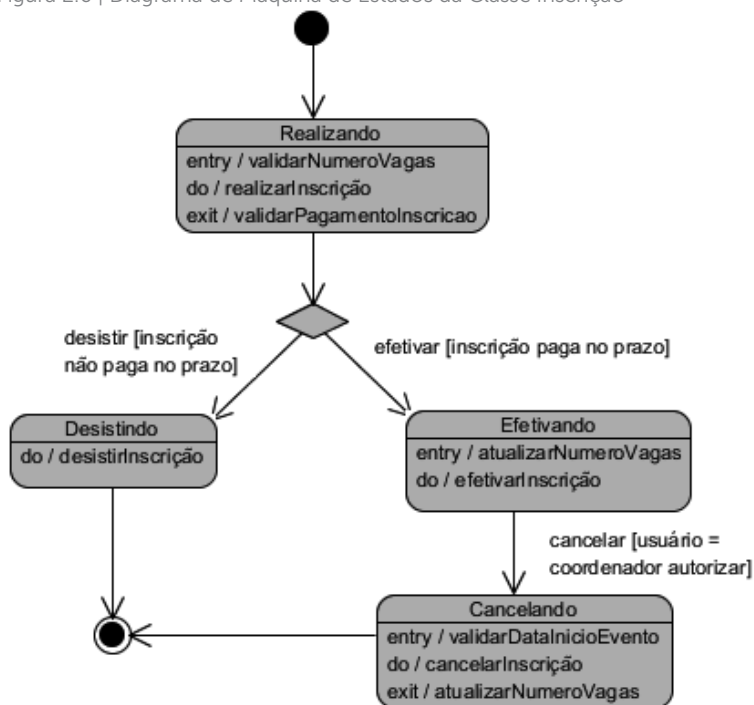 Figura 2.6 | Diagrama de Máquina de Estados da Classe Inscrição
Realizando
entry / validarNumeroVagas
do / realizarInscrição
exit / validarPagamentoInscricao
desistir [inscrição
não paga no prazo]
efetivar [inscrição paga no prazo]
Desistindo
do / desistirInscrição
Efetivando
entry / atualizarNumeroVagas
do / efetivarInscrição
cancelar [usuário =
coordenador autorizar]
Cancelando
entry / validarDataInicioEvento
do / cancelarInscrição
exit / atualizarNumeroVagas